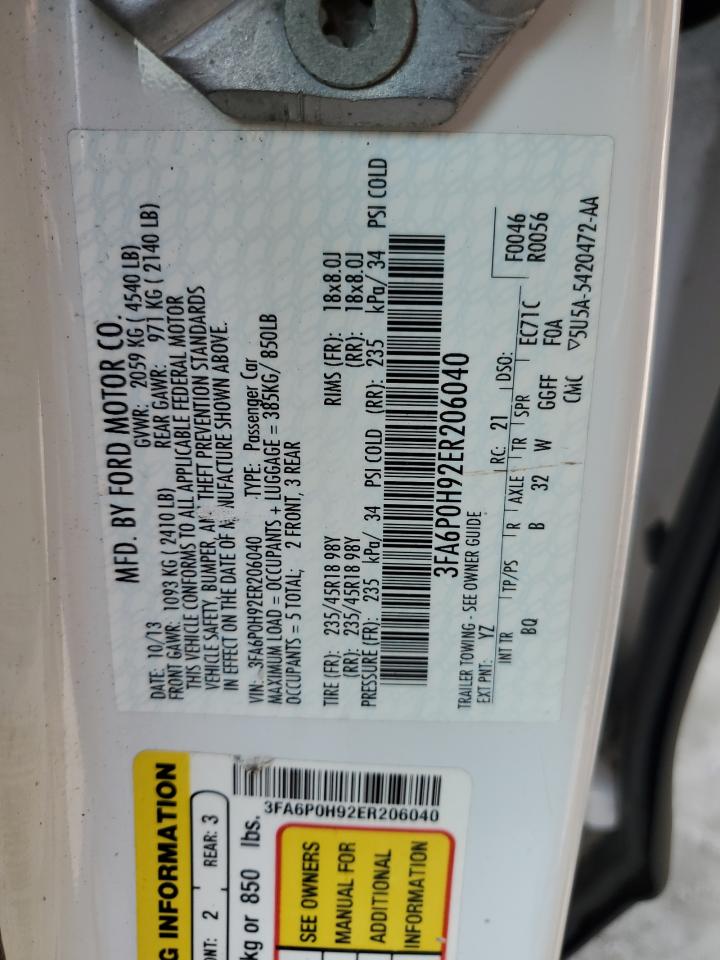 MFD. BY FORD MOTOR CO.
DATE: 10/13 GVWR: 2059 KG ( 4540 LB)
FRONT GAWR: 1093 KG ( 2410 LB) REAR GAWR: 971 KG ( 2140 LB)
THIS VEHICLE CONFORMS TO ALL APPLICABLE FEDERAL MOTOR
VEHICLE SAFETY, BUMPER, AN THEFT PREVENTION STANDARDS
IN EFFECT ON THE DATE OF M NUFACTURE SHOWN ABOVE.
VIN: 3FA6P0H92ER206040 TYPE: Passenger Car
MAXIMUM LOAD = OCCUPANTS + LUGGAGE = 385KG/ 850LB
OCCUPANTS = 5 TOTAL; 2 FRONT, 3 REAR
TIRE (FR): 235/45R18 98Y RIMS (FR): 18x8.0J
(RR): 235/45R18 98Y (RR): 18x8.0J
PRESSURE (FR): 235 kPa/ 34 PSI COLD (RR): 235 kPa/ 34 PSI COLD
3FA6P0H92ER206040
TRAILER TOWING - SEE OWNER GUIDE
EXT PNT: YZ RC: 21 DSO: F0046
R0056
INT TR TP/PS R AXLE TR SPR EC71C
BQ B 32 W GGFF F0A
CMC ▽5U5A-5420472-AA
G INFORMATION
ONT: 2 REAR: 3
kg or 850 lbs.
3FA6P0H92ER206040
SEE OWNERS
MANUAL FOR
ADDITIONAL
INFORMATION